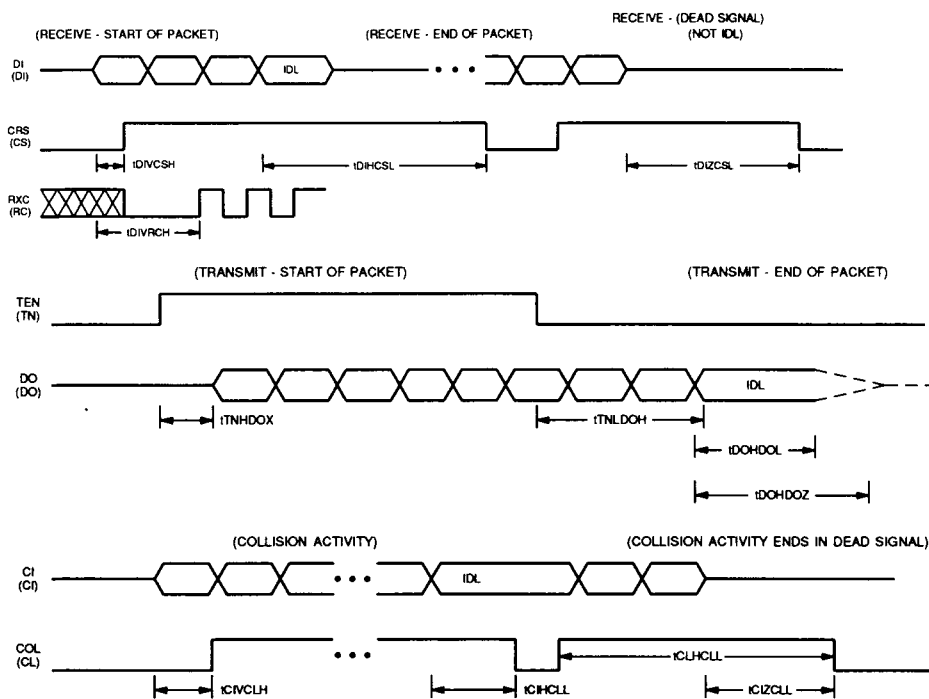 RECEIVE - (DEAD SIGNAL)
(NOT IDL)
(RECEIVE - START OF PACKET)
(RECEIVE - END OF PACKET)
DI
(DI)
IDL
CRS
(CS)
tDIVCSH
tDIHCSL
tDIZCSL
RXC
(RC)
tDIVRCH
(TRANSMIT - START OF PACKET)
(TRANSMIT - END OF PACKET)
TEN
(TN)
DO
(DO)
IDL
tTNHDOX
tTNLDOH
tDOHDOL
tDOHDOZ
(COLLISION ACTIVITY)
(COLLISION ACTIVITY ENDS IN DEAD SIGNAL)
CI
(CI)
IDL
COL
(CL)
tCLHCLL
tCIVCLH
tCIHCLL
tCIZCLL